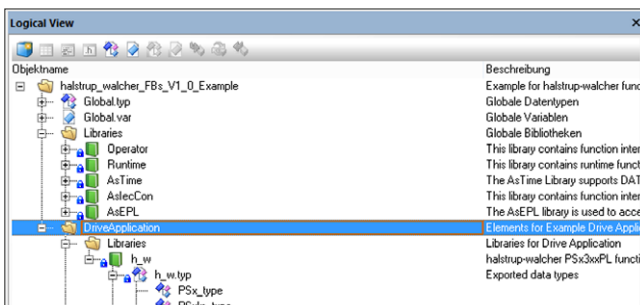 Logical View
Objektname Beschreibung
halstrup_walcher_FBs_V1_0_Example Example for halstrup-walcher func
Global.typ Globale Datentypen
Global.var Globale Variablen
Libraries Globale Bibliotheken
Operator This library contains function inter
Runtime This library contains runtime funct
AsTime The AsTime Library supports DAT
AsIecCon This library contains function inter
AsEPL The AsEPL library is used to acce
DriveApplication Elements for Example Drive Appli
Libraries Libraries for Drive Application
h_w halstrup-walcher PSx3xxPL functi
h_w.typ Exported data types
PSx_type